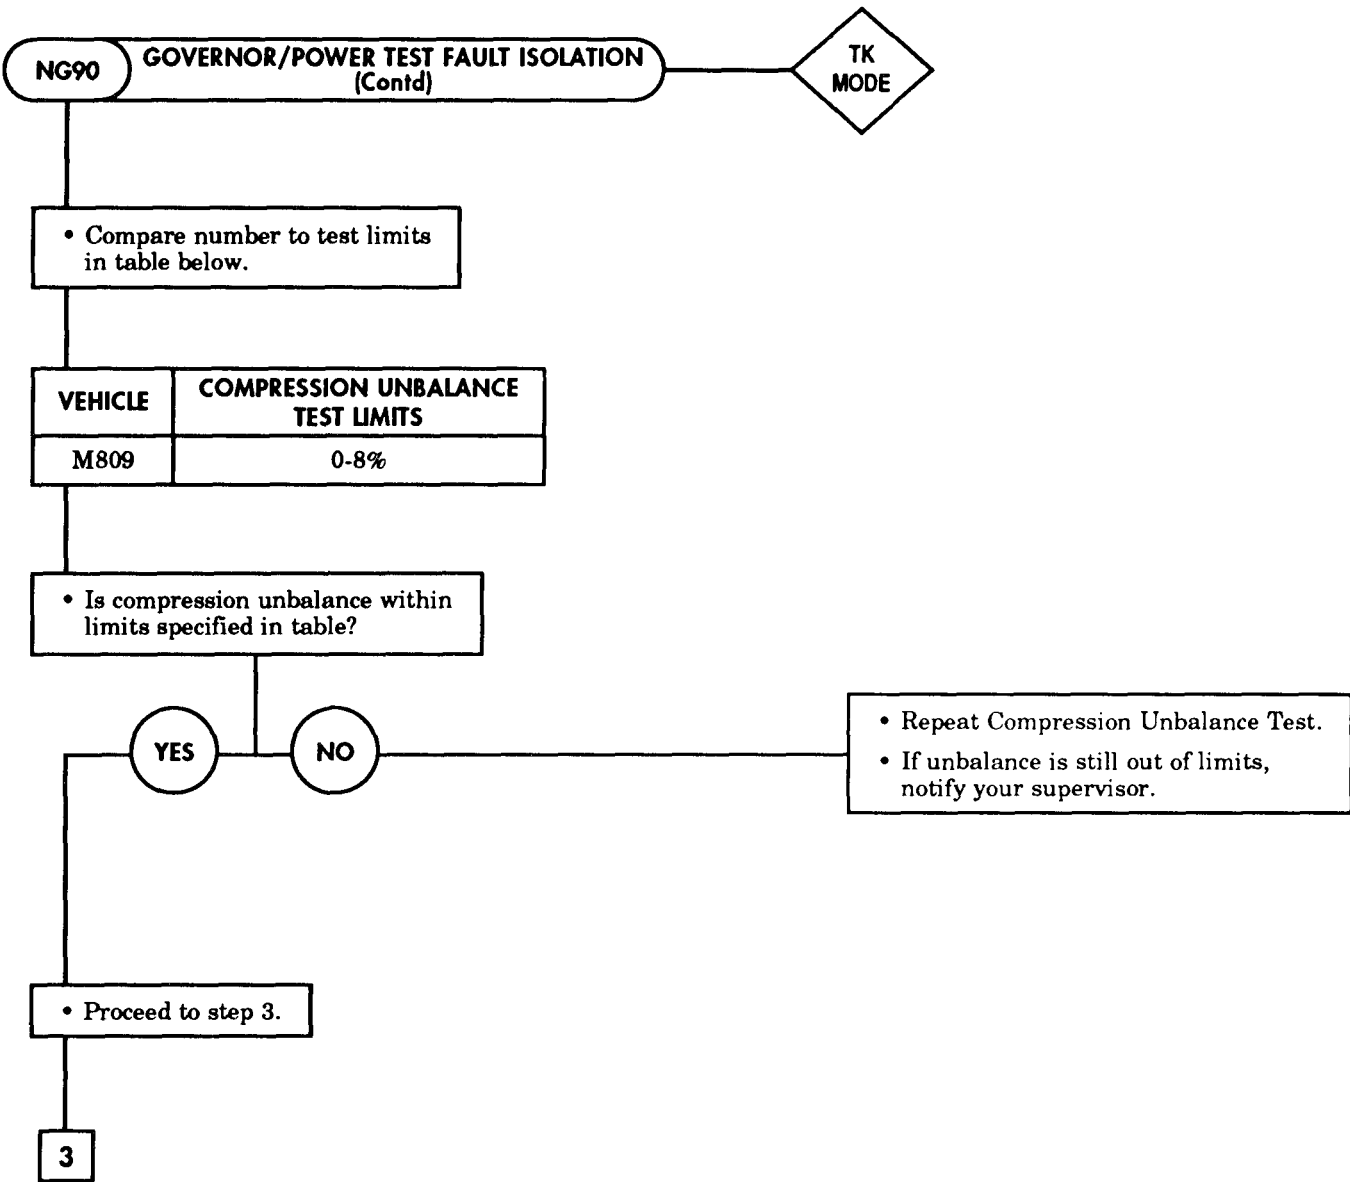 NG90
GOVERNOR/POWER TEST FAULT ISOLATION
(Contd)
TK
MODE
• Compare number to test limits
in table below.
VEHICLE
COMPRESSION UNBALANCE
TEST LIMITS
M809
0-8%
• Is compression unbalance within
limits specified in table?
YES
NO
• Repeat Compression Unbalance Test.
• If unbalance is still out of limits,
notify your supervisor.
• Proceed to step 3.
3